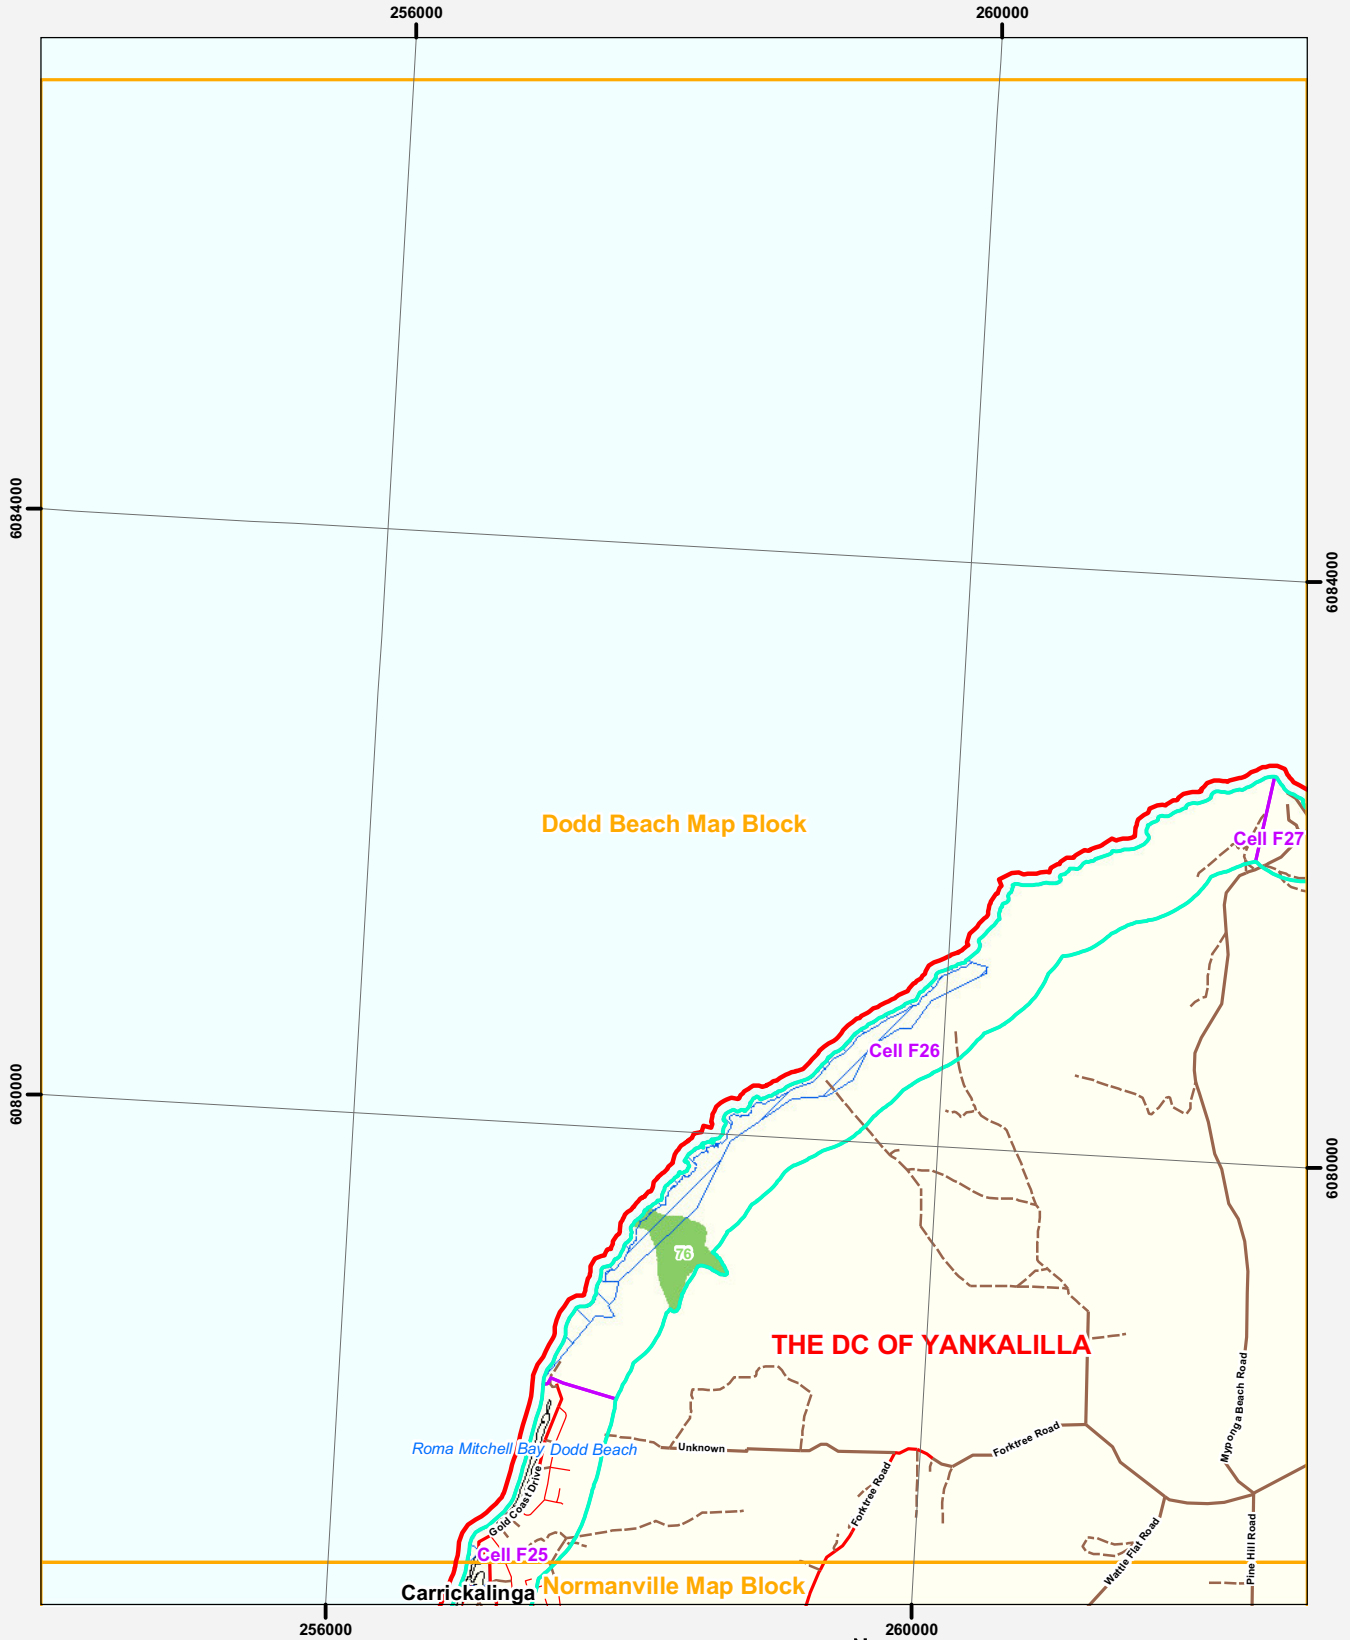 256000
260000
6084000
6084000
Dodd Beach Map Block
Cell F27
Cell F26
6080000
6080000
76
THE DC OF YANKALILLA
Myponga Beach Road
Roma Mitchell Bay Dodd Beach
Unknown
Forktree Road
Forktree Road
Gold Coast Drive
Wattle Flat Road
Pine Hill Road
Cell F25
Carrickalinga
Normanville Map Block
256000
260000